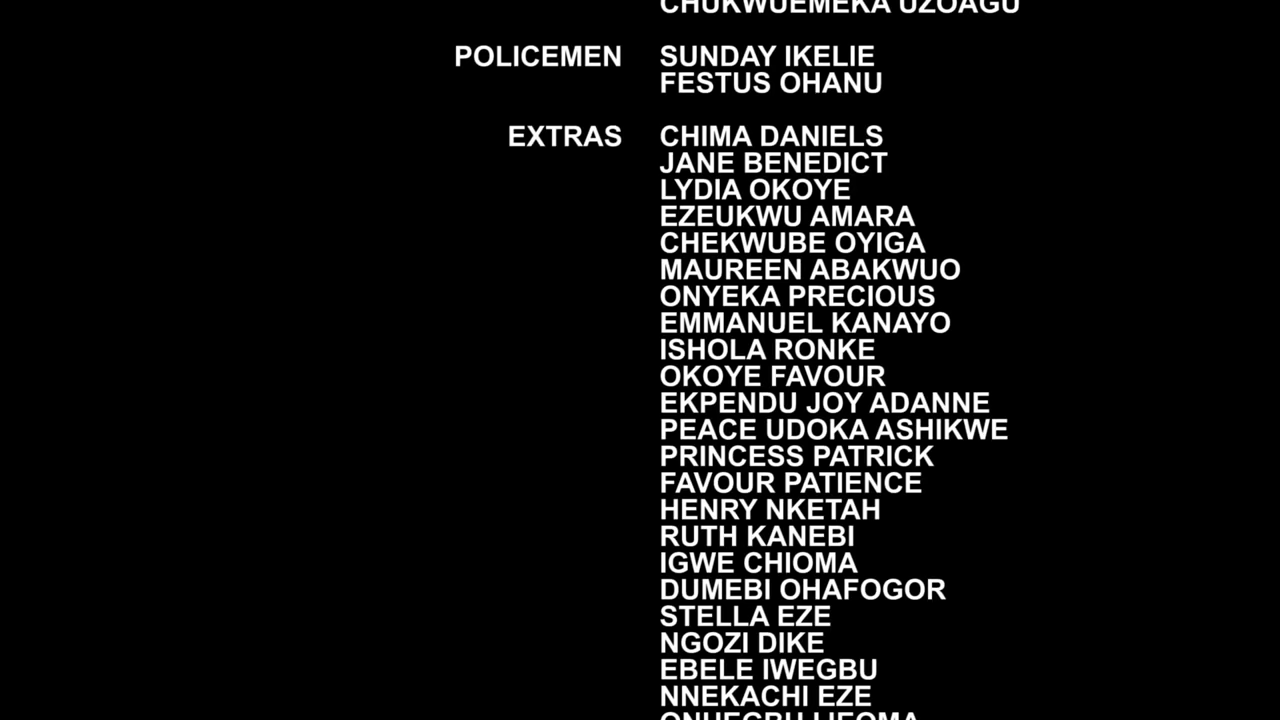 CHUKWUEMEKA UZOAGU
POLICEMEN SUNDAY IKELIE
FESTUS OHANU
EXTRAS CHIMA DANIELS
JANE BENEDICT
LYDIA OKOYE
EZEUKWU AMARA
CHEKWUBE OYIGA
MAUREEN ABAKWUO
ONYEKA PRECIOUS
EMMANUEL KANAYO
ISHOLA RONKE
OKOYE FAVOUR
EKPENDU JOY ADANNE
PEACE UDOKA ASHIKWE
PRINCESS PATRICK
FAVOUR PATIENCE
HENRY NKETAH
RUTH KANEBI
IGWE CHIOMA
DUMEBI OHAFOGOR
STELLA EZE
NGOZI DIKE
EBELE IWEGBU
NNEKACHI EZE